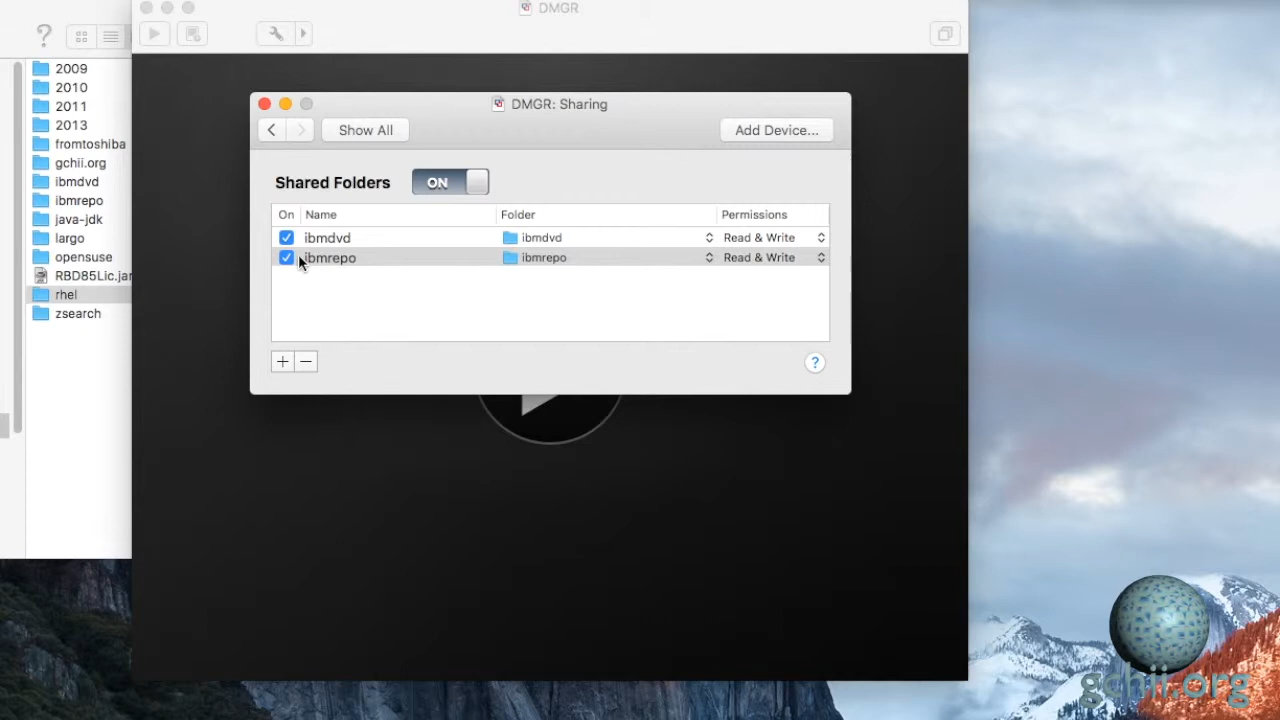 DMGR
?
2009
2010
2011
2013
fromtoshiba
gchii.org
ibmdvd
ibmrepo
java-jdk
largo
opensuse
RBD85Lic.jar
rhel
zsearch
DMGR: Sharing
Show All
Add Device...
Shared Folders ON
On Name Folder Permissions
ibmdvd ibmdvd Read & Write
ibmrepo ibmrepo Read & Write
+ −
?
gchii.org